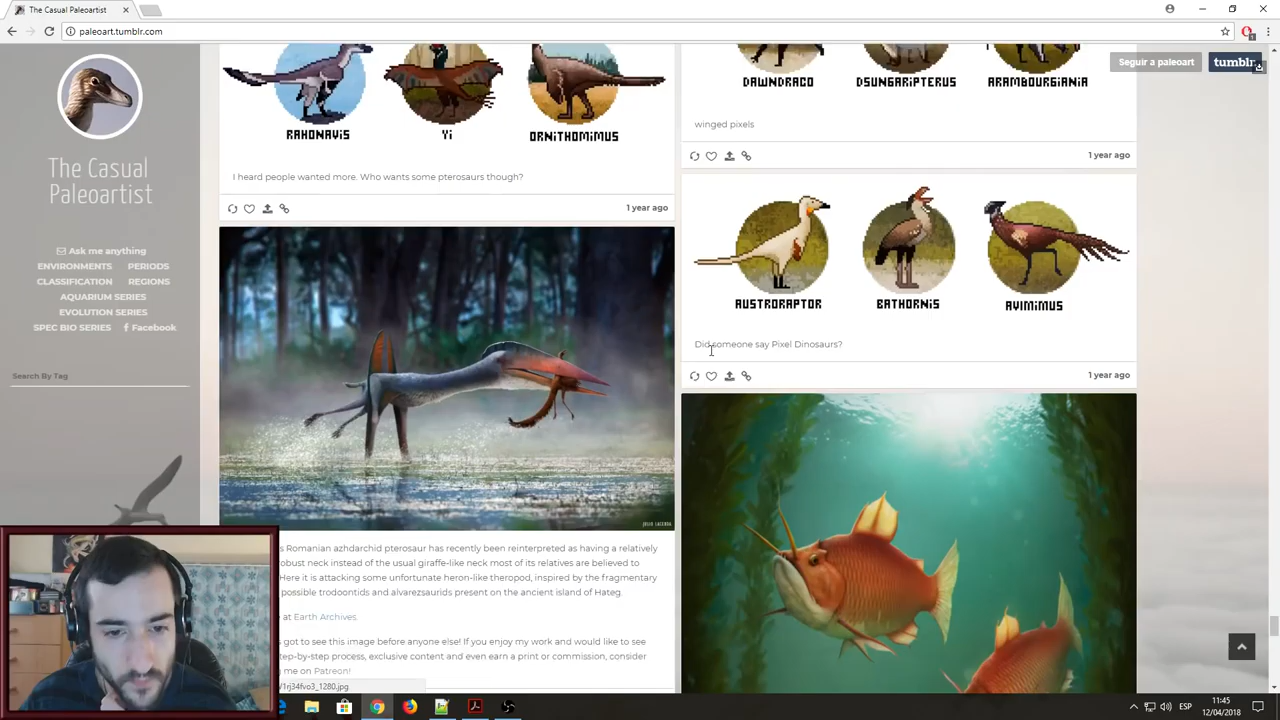 The Casual Paleoartist
paleoart.tumblr.com
Seguir a paleoart
tumblr.
The Casual
Paleoartist
Ask me anything
ENVIRONMENTS PERIODS
CLASSIFICATION REGIONS
AQUARIUM SERIES
EVOLUTION SERIES
SPEC BIO SERIES Facebook
Search By Tag
RAHONAVIS YI ORNITHOMIMUS
I heard people wanted more. Who wants some pterosaurs though?
1 year ago
JULIO LACERDA
s Romanian azhdarchid pterosaur has recently been reinterpreted as having a relatively
obust neck instead of the usual giraffe-like neck most of its relatives are believed to
Here it is attacking some unfortunate heron-like theropod, inspired by the fragmentary
possible trodoontids and alvarezsaurids present on the ancient island of Hateg.
at Earth Archives
got to see this image before anyone else! If you enjoy my work and would like to see
tep-by-step process, exclusive content and even earn a print or commission, consider
me on Patreon!
/1rj34fvo3_1280.jpg
DAWNDRACO DSUNGARIPTERUS ARAMBOURGIANIA
winged pixels
1 year ago
AUSTRORAPTOR BATHORNIS AVIMIMUS
Did someone say Pixel Dinosaurs?
1 year ago
ESP
11:45
12/04/2018